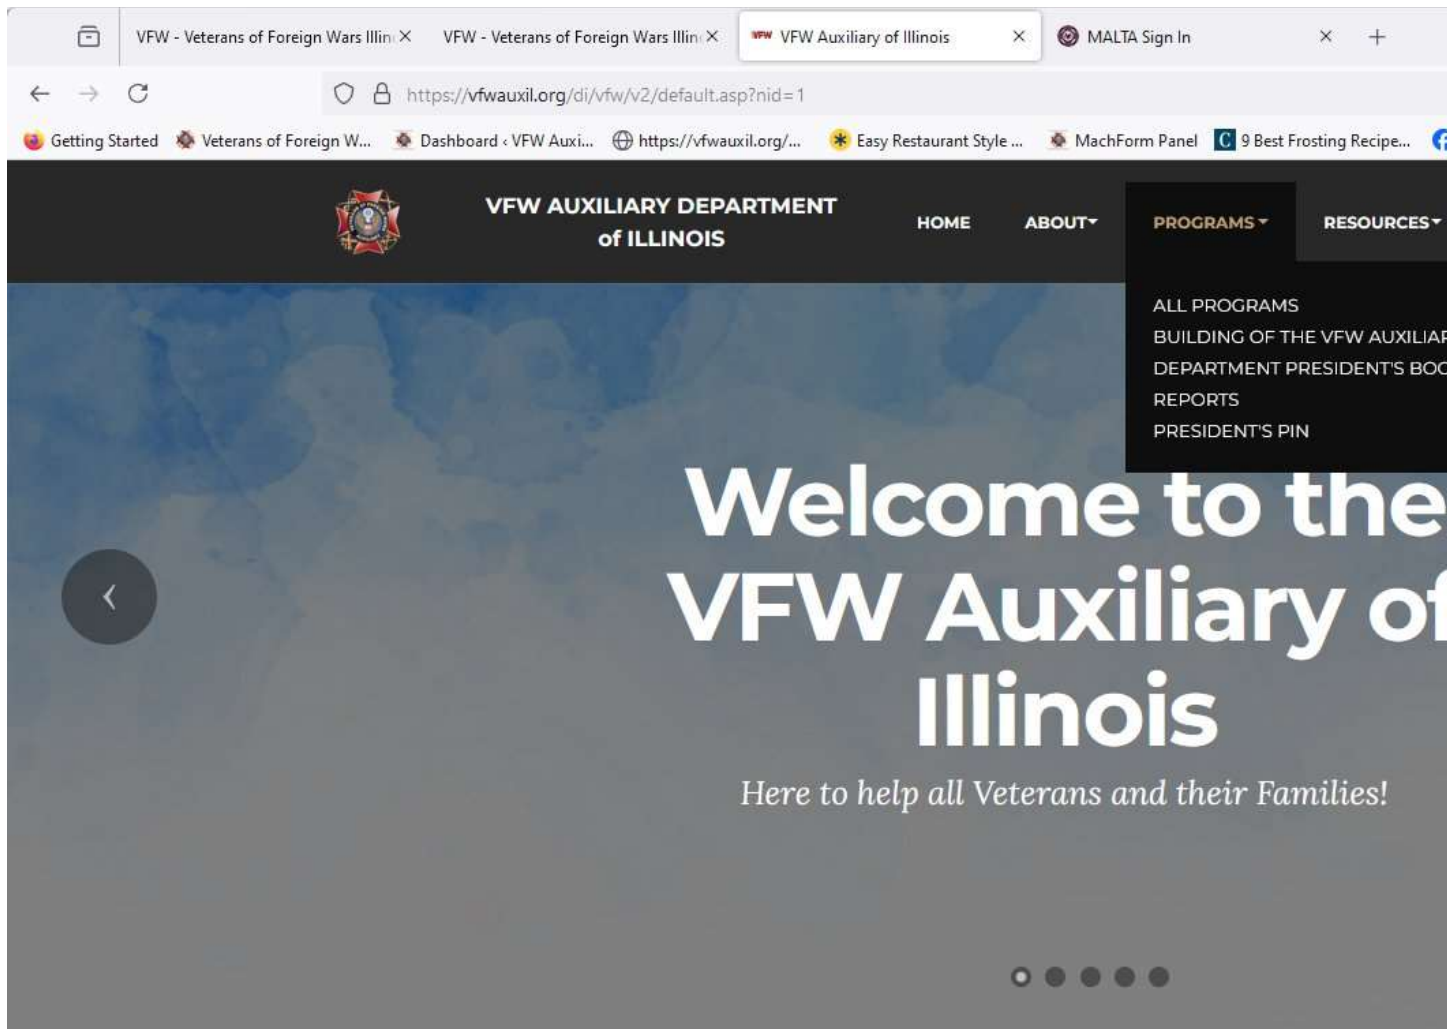 VFW - Veterans of Foreign Wars Illin
VFW - Veterans of Foreign Wars Illin
VFW VFW Auxiliary of Illinois
MALTA Sign In
https://vfwauxil.org/di/vfw/v2/default.asp?nid=1
Getting Started
Veterans of Foreign W...
Dashboard ‹ VFW Auxi...
https://vfwauxil.org/...
Easy Restaurant Style ...
MachForm Panel
C 9 Best Frosting Recipe...
VFW AUXILIARY DEPARTMENT
of ILLINOIS
HOME
ABOUT
PROGRAMS
RESOURCES
ALL PROGRAMS
BUILDING OF THE VFW AUXILIAR
DEPARTMENT PRESIDENT'S BOO
REPORTS
PRESIDENT'S PIN
Welcome to the
VFW Auxiliary of
Illinois
Here to help all Veterans and their Families!